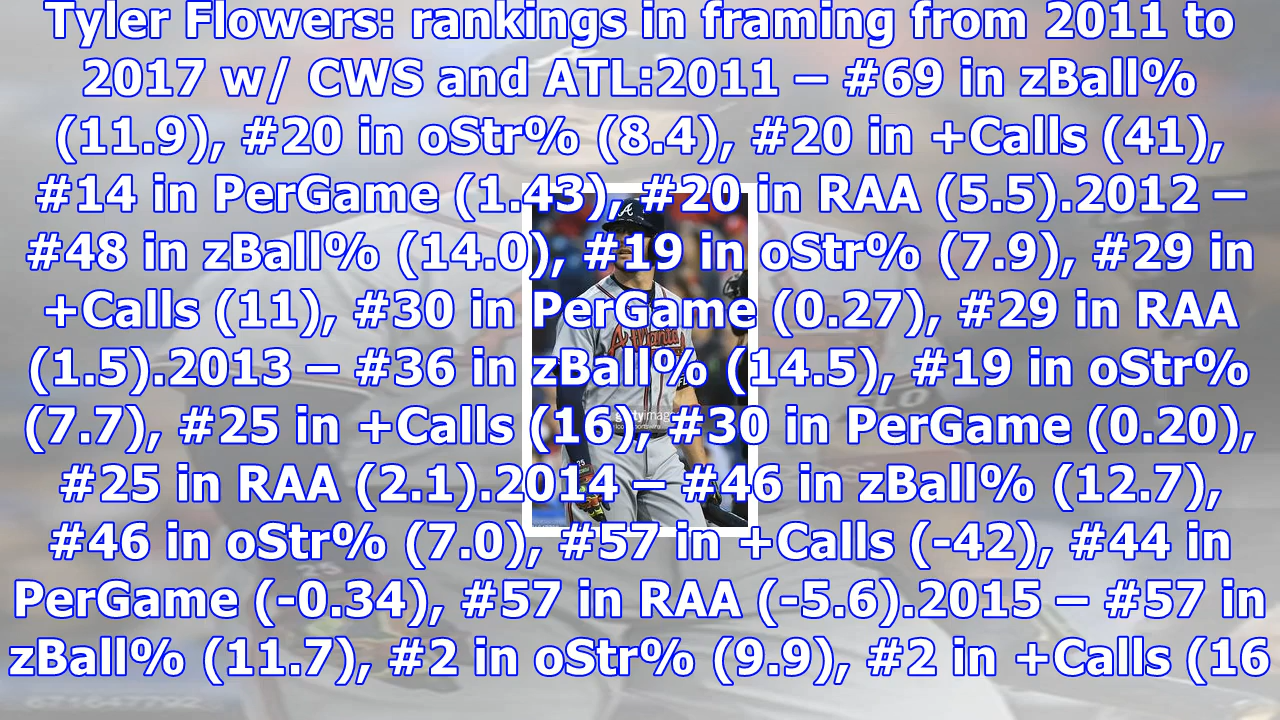 Tyler Flowers: rankings in framing from 2011 to
2017 w/ CWS and ATL:2011 – #69 in zBall%
(11.9), #20 in oStr% (8.4), #20 in +Calls (41),
#14 in PerGame (1.43), #20 in RAA (5.5).2012 –
#48 in zBall% (14.0), #19 in oStr% (7.9), #29 in
+Calls (11), #30 in PerGame (0.27), #29 in RAA
(1.5).2013 – #36 in zBall% (14.5), #19 in oStr%
(7.7), #25 in +Calls (16), #30 in PerGame (0.20),
#25 in RAA (2.1).2014 – #46 in zBall% (12.7),
#46 in oStr% (7.0), #57 in +Calls (-42), #44 in
PerGame (-0.34), #57 in RAA (-5.6).2015 – #57 in
zBall% (11.7), #2 in oStr% (9.9), #2 in +Calls (16
A
Atlanta
25